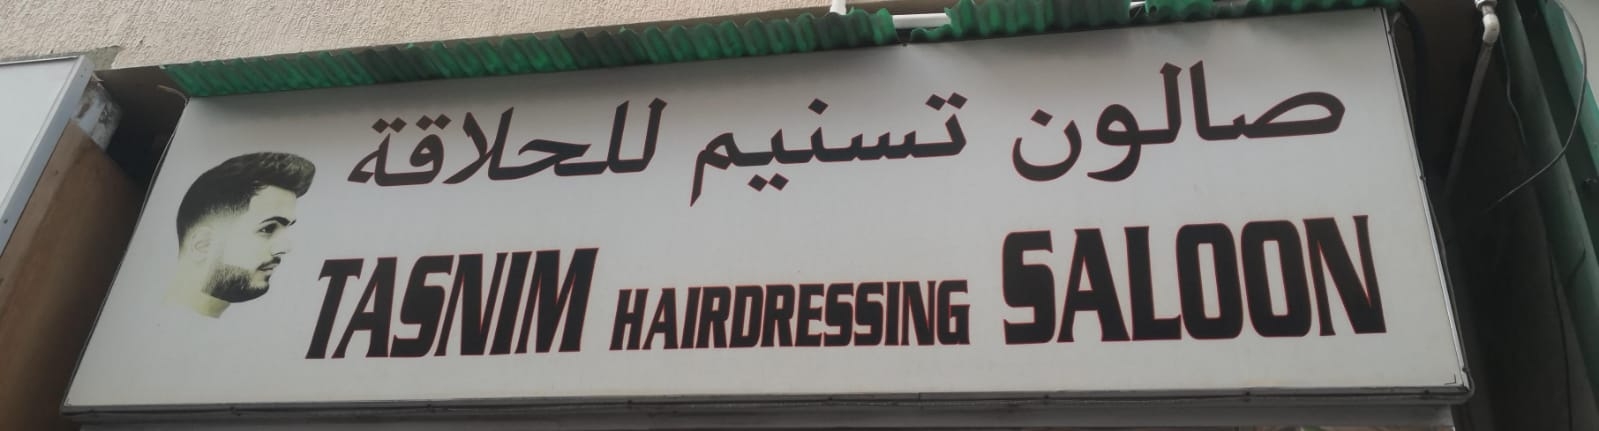 صالون تسنيم للحلاقة
TASNIM HAIRDRESSING SALOON